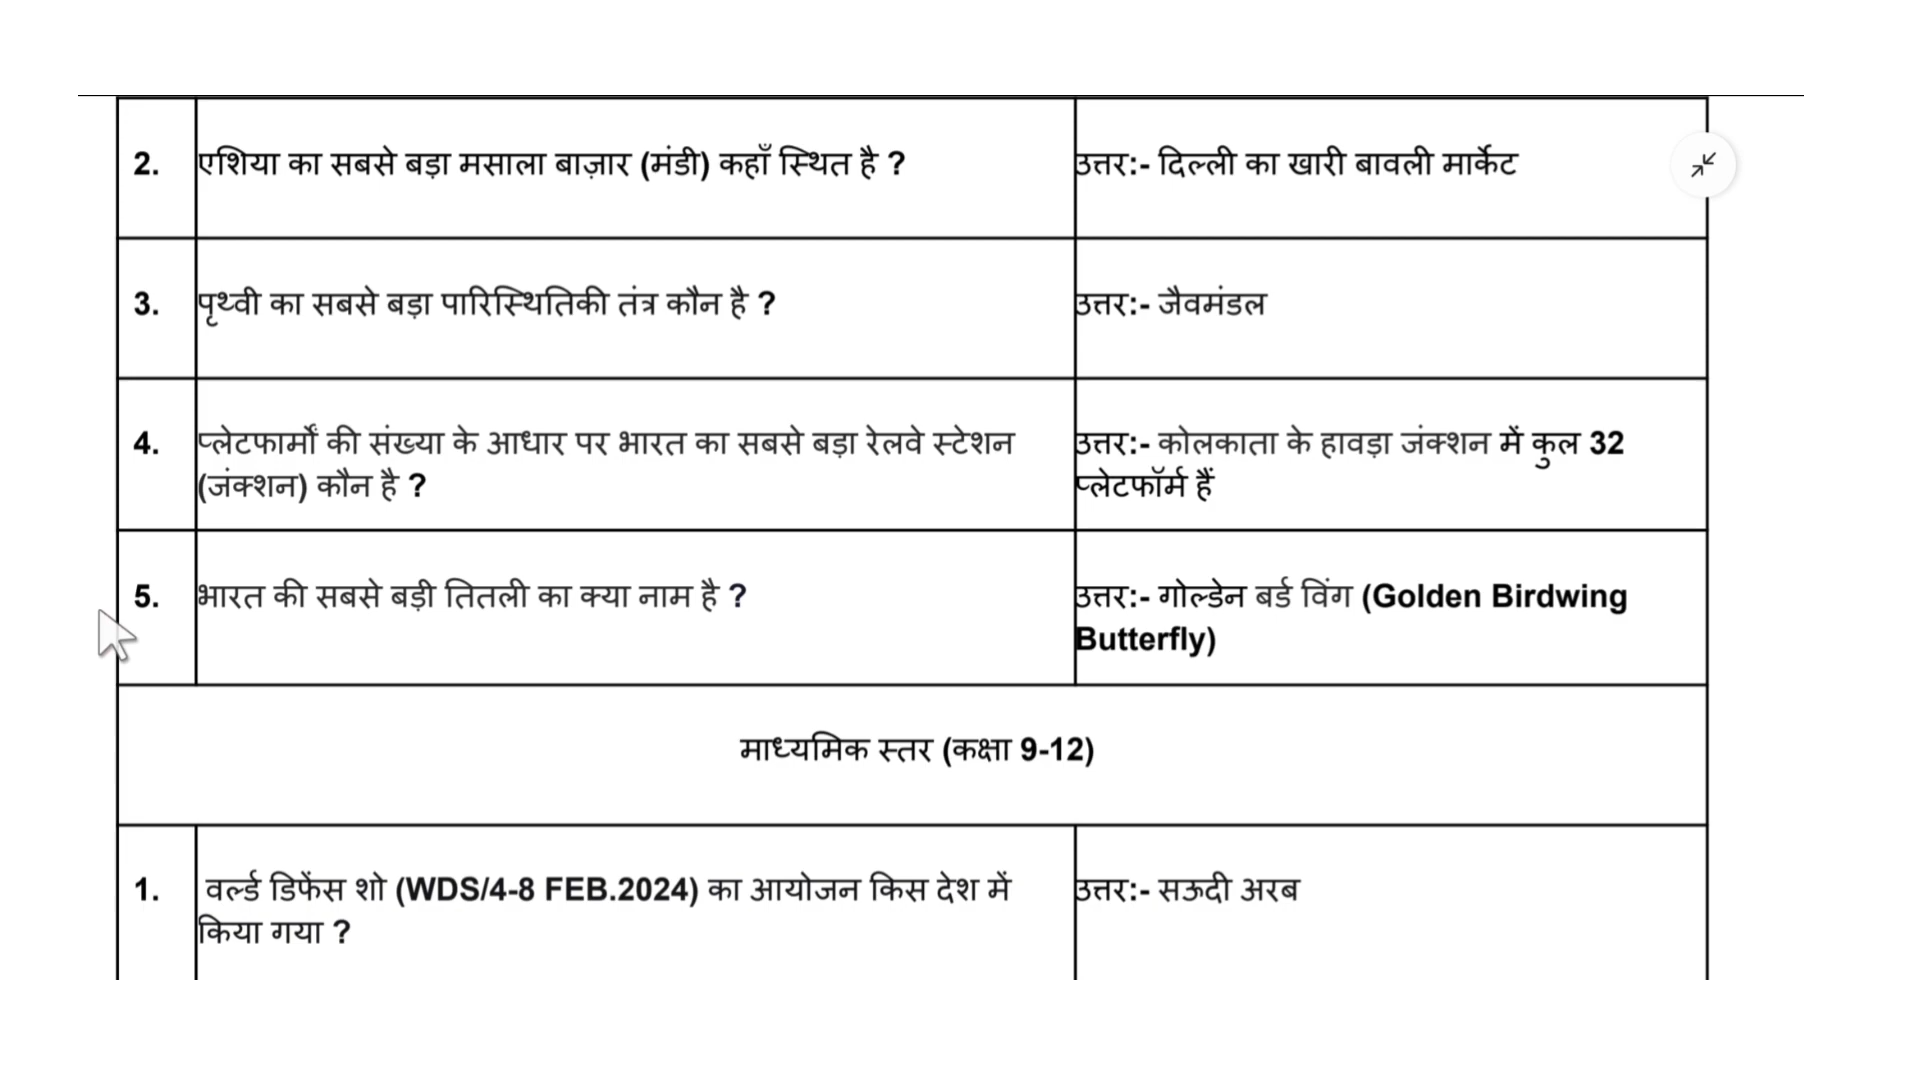 2. एशिया का सबसे बड़ा मसाला बाज़ार (मंडी) कहाँ स्थित है ? उत्तर:- दिल्ली का खारी बावली मार्केट
3. पृथ्वी का सबसे बड़ा पारिस्थितिकी तंत्र कौन है ? उत्तर:- जैवमंडल
4. प्लेटफार्मों की संख्या के आधार पर भारत का सबसे बड़ा रेलवे स्टेशन
(जंक्शन) कौन है ?
उत्तर:- कोलकाता के हावड़ा जंक्शन में कुल 32
प्लेटफॉर्म हैं
5. भारत की सबसे बड़ी तितली का क्या नाम है ?
उत्तर:- गोल्डेन बर्ड विंग (Golden Birdwing
Butterfly)
माध्यमिक स्तर (कक्षा 9-12)
1. वर्ल्ड डिफेंस शो (WDS/4-8 FEB.2024) का आयोजन किस देश में
किया गया ?
उत्तर:- सऊदी अरब